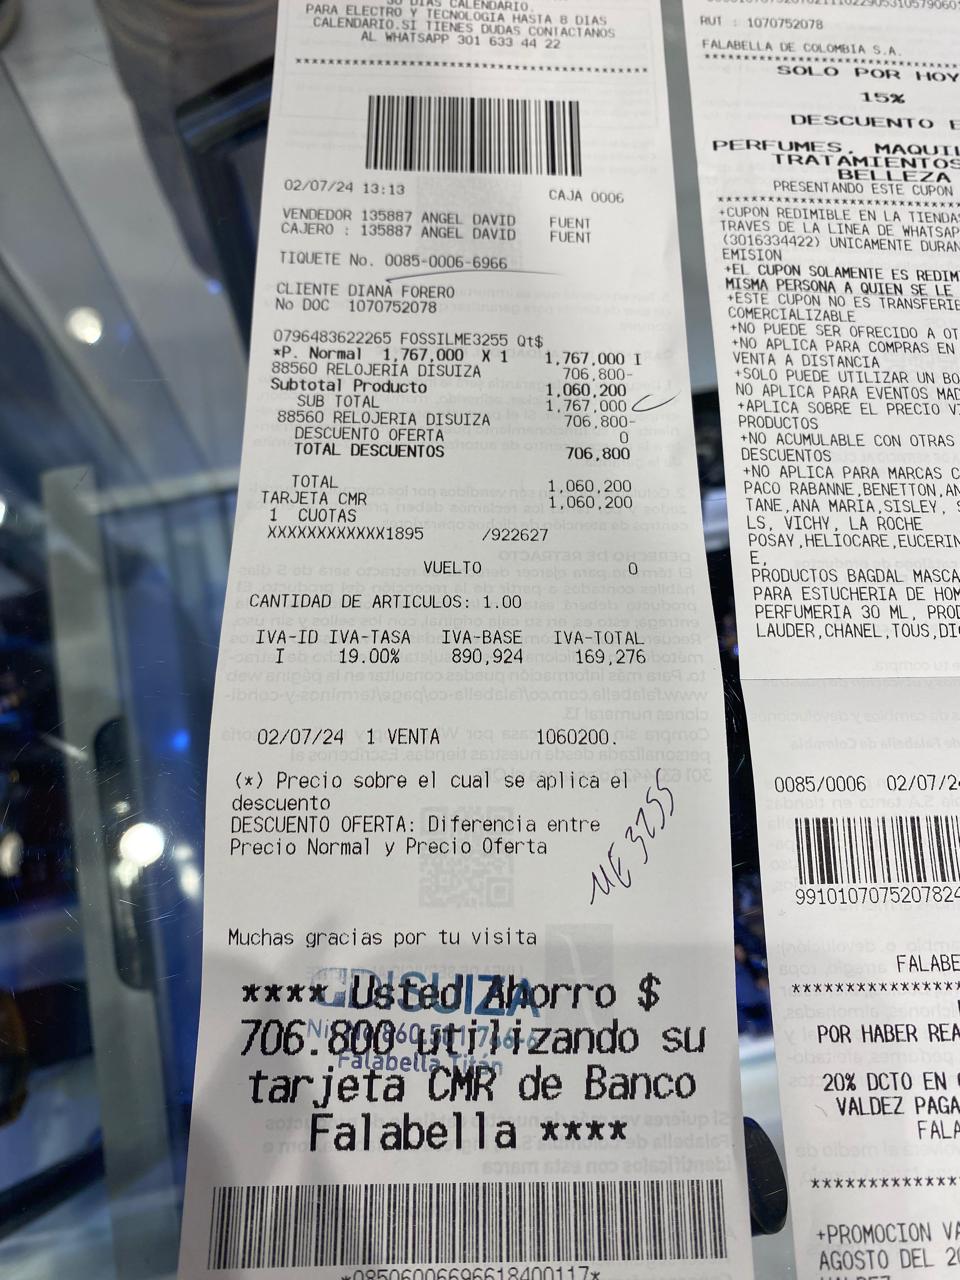 30 DIAS CALENDARIO.
PARA ELECTRO Y TECNOLOGIA HASTA 8 DIAS
CALENDARIO.SI TIENES DUDAS CONTACTANOS
AL WHATSAPP 301 633 44 22
****************************************
02/07/24 13:13 CAJA 0006
VENDEDOR 135887 ANGEL DAVID FUENT
CAJERO : 135887 ANGEL DAVID FUENT
TIQUETE No. 0085-0006-6966
CLIENTE DIANA FORERO
No DOC 1070752078
0796483622265 FOSSILME3255 Qt$
*P. Normal 1,767,000 X 1 1,767,000 I
88560 RELOJERIA DISUIZA 706,800-
Subtotal Producto 1,060,200
SUB TOTAL 1,767,000
88560 RELOJERIA DISUIZA 706,800-
DESCUENTO OFERTA 0
TOTAL DESCUENTOS 706,800
TOTAL 1,060,200
TARJETA CMR 1,060,200
1 CUOTAS
XXXXXXXXXXXX1895 /922627
VUELTO 0
CANTIDAD DE ARTICULOS: 1.00
IVA-ID IVA-TASA IVA-BASE IVA-TOTAL
I 19.00% 890,924 169,276
02/07/24 1 VENTA 1060200.
(*) Precio sobre el cual se aplica el
descuento
DESCUENTO OFERTA: Diferencia entre
Precio Normal y Precio Oferta
ME 3255
Muchas gracias por tu visita
**** Usted Ahorro $
706.800 utilizando su
tarjeta CMR de Banco
Falabella ****
DISUIZA
Falabella Titán
*08506006696618400117*
RUT : 1070752078
FALABELLA DE COLOMBIA S.A.
SOLO POR HOY
15%
DESCUENTO E
PERFUMES, MAQUIL
TRATAMIENTOS
BELLEZA
PRESENTANDO ESTE CUPON
+CUPON REDIMIBLE EN LA TIENDA
TRAVES DE LA LINEA DE WHATSAP
(3016334422) UNICAMENTE DURAN
EMISION
+EL CUPON SOLAMENTE ES REDIM
MISMA PERSONA A QUIEN SE LE
+ESTE CUPON NO ES TRANSFERIB
COMERCIALIZABLE
+NO PUEDE SER OFRECIDO A OT
+NO APLICA PARA COMPRAS EN
VENTA A DISTANCIA
+SOLO PUEDE UTILIZAR UN BO
NO APLICA PARA EVENTOS MAD
+APLICA SOBRE EL PRECIO VI
PRODUCTOS
+NO ACUMULABLE CON OTRAS
DESCUENTOS
+NO APLICA PARA MARCAS C
PACO RABANNE,BENETTON,AN
TANE,ANA MARIA,SISLEY, S
LS, VICHY, LA ROCHE
POSAY,HELIOCARE,EUCERIN
E,
PRODUCTOS BAGDAL MASCA
PARA ESTUCHERIA DE HOM
PERFUMERIA 30 ML, PROD
LAUDER,CHANEL,TOUS,DIO
0085/0006 02/07/24
9910107075207824
FALABE
*******************
POR HABER REA
20% DCTO EN
VALDEZ PAGA
FALA
****************
+PROMOCION VA
AGOSTO DEL 20